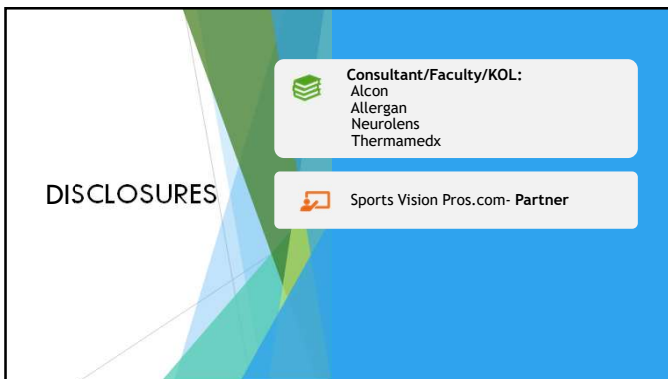 DISCLOSURES
Consultant/Faculty/KOL:
Alcon
Allergan
Neurolens
Thermamedx
Sports Vision Pros.com- Partner